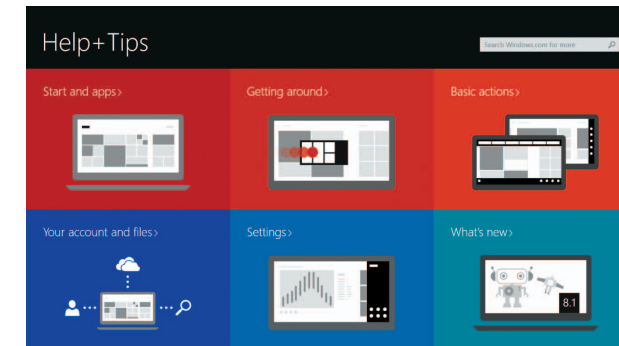 Help+Tips
Search Windows.com for more
Start and apps>
Getting around>
Basic actions>
Your account and files>
Settings>
What's new>
8.1